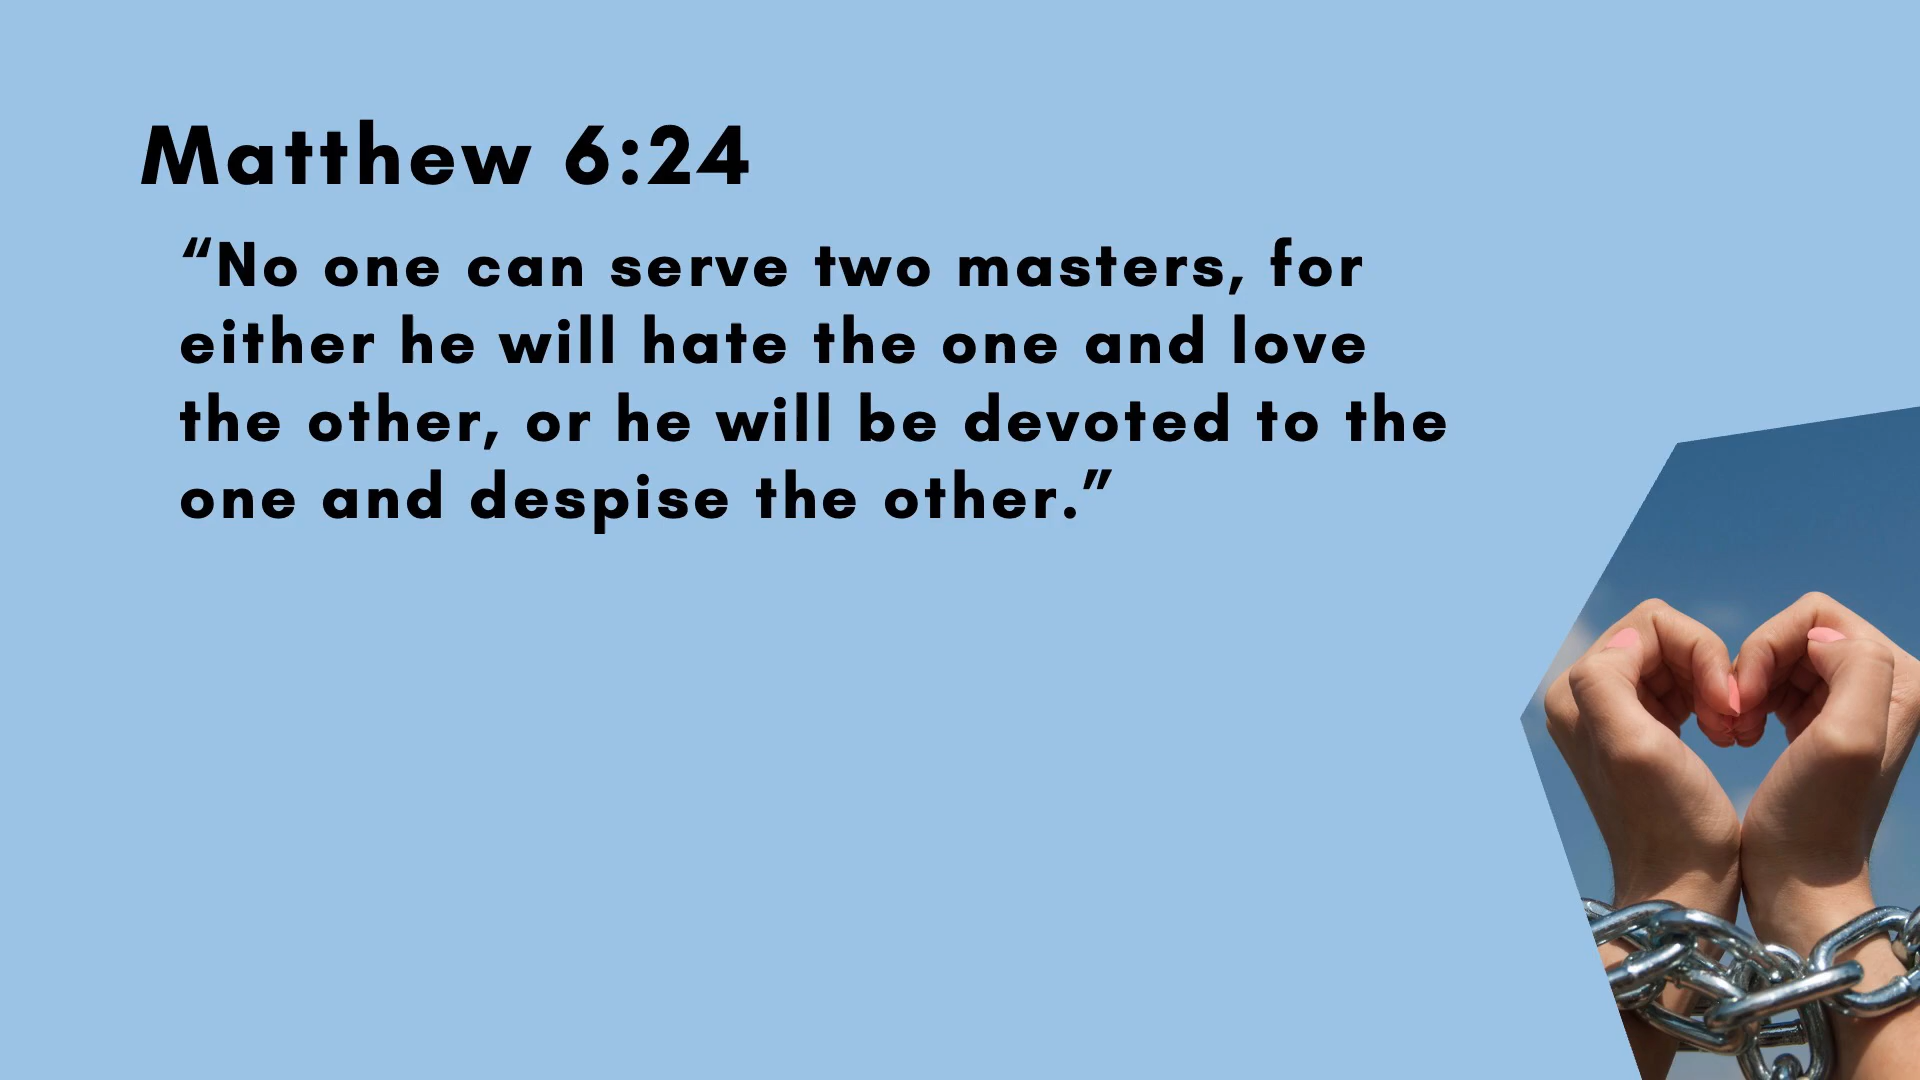 Matthew 6:24
“No one can serve two masters, for
either he will hate the one and love
the other, or he will be devoted to the
one and despise the other.”